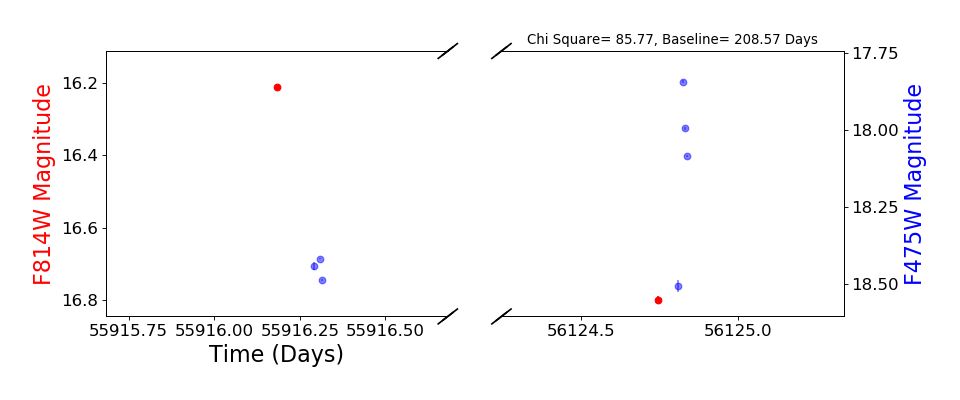 Chi Square= 85.77, Baseline= 208.57 Days
F814W Magnitude
16.2
16.4
16.6
16.8
17.75
18.00
18.25
18.50
F475W Magnitude
55915.75 55916.00 55916.25 55916.50 56124.5 56125.0
Time (Days)